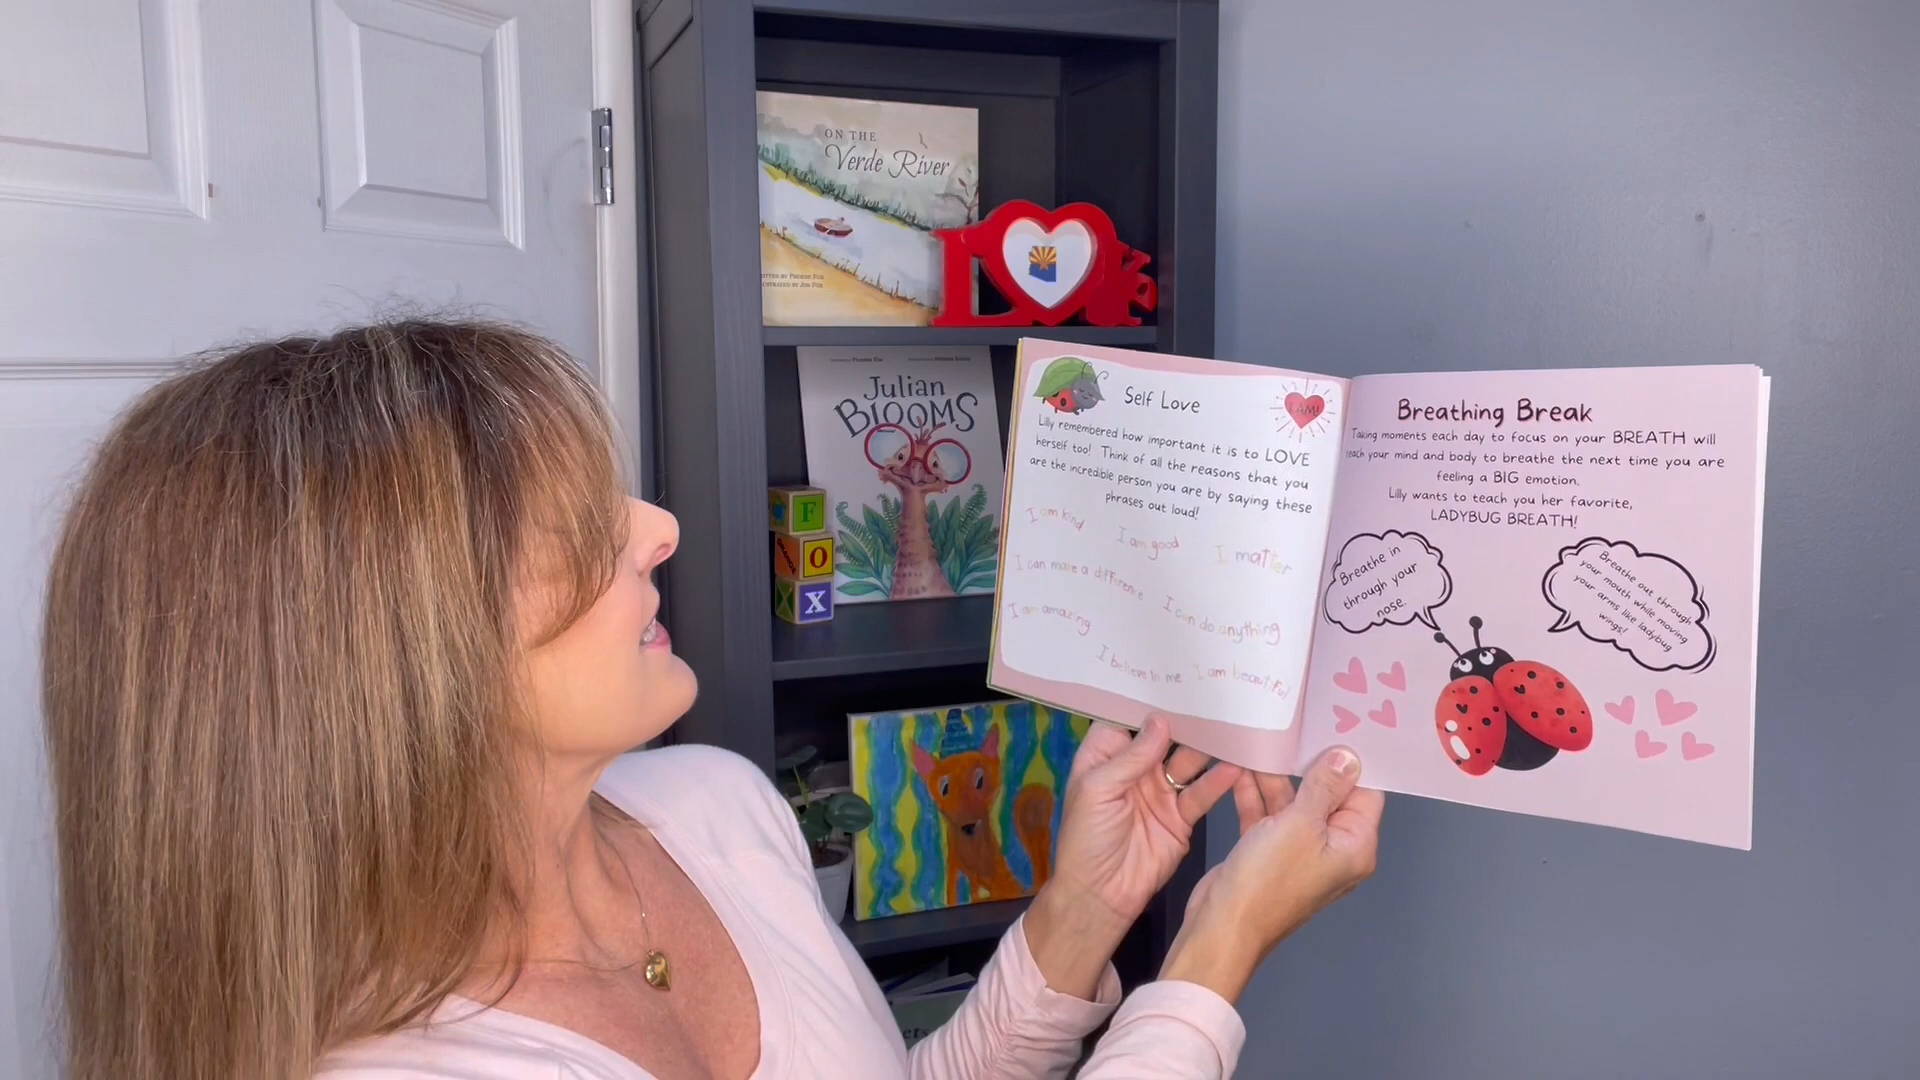 ON THE
Verde River
Julian
BLOOMS
F
O
X
Self Love
I AM!
Lilly remembered how important it is to LOVE
herself too! Think of all the reasons that you
are the incredible person you are by saying these
phrases out loud!
I am kind
I am good
I matter
I can make a difference
I can do anything
I am amazing
I believe in me
I am beautiful
Breathing Break
Taking moments each day to focus on your BREATH will
teach your mind and body to breathe the next time you are
feeling a BIG emotion.
Lilly wants to teach you her favorite,
LADYBUG BREATH!
Breathe in
through your
nose.
Breathe out through
your mouth while moving
your arms like ladybug
wings!